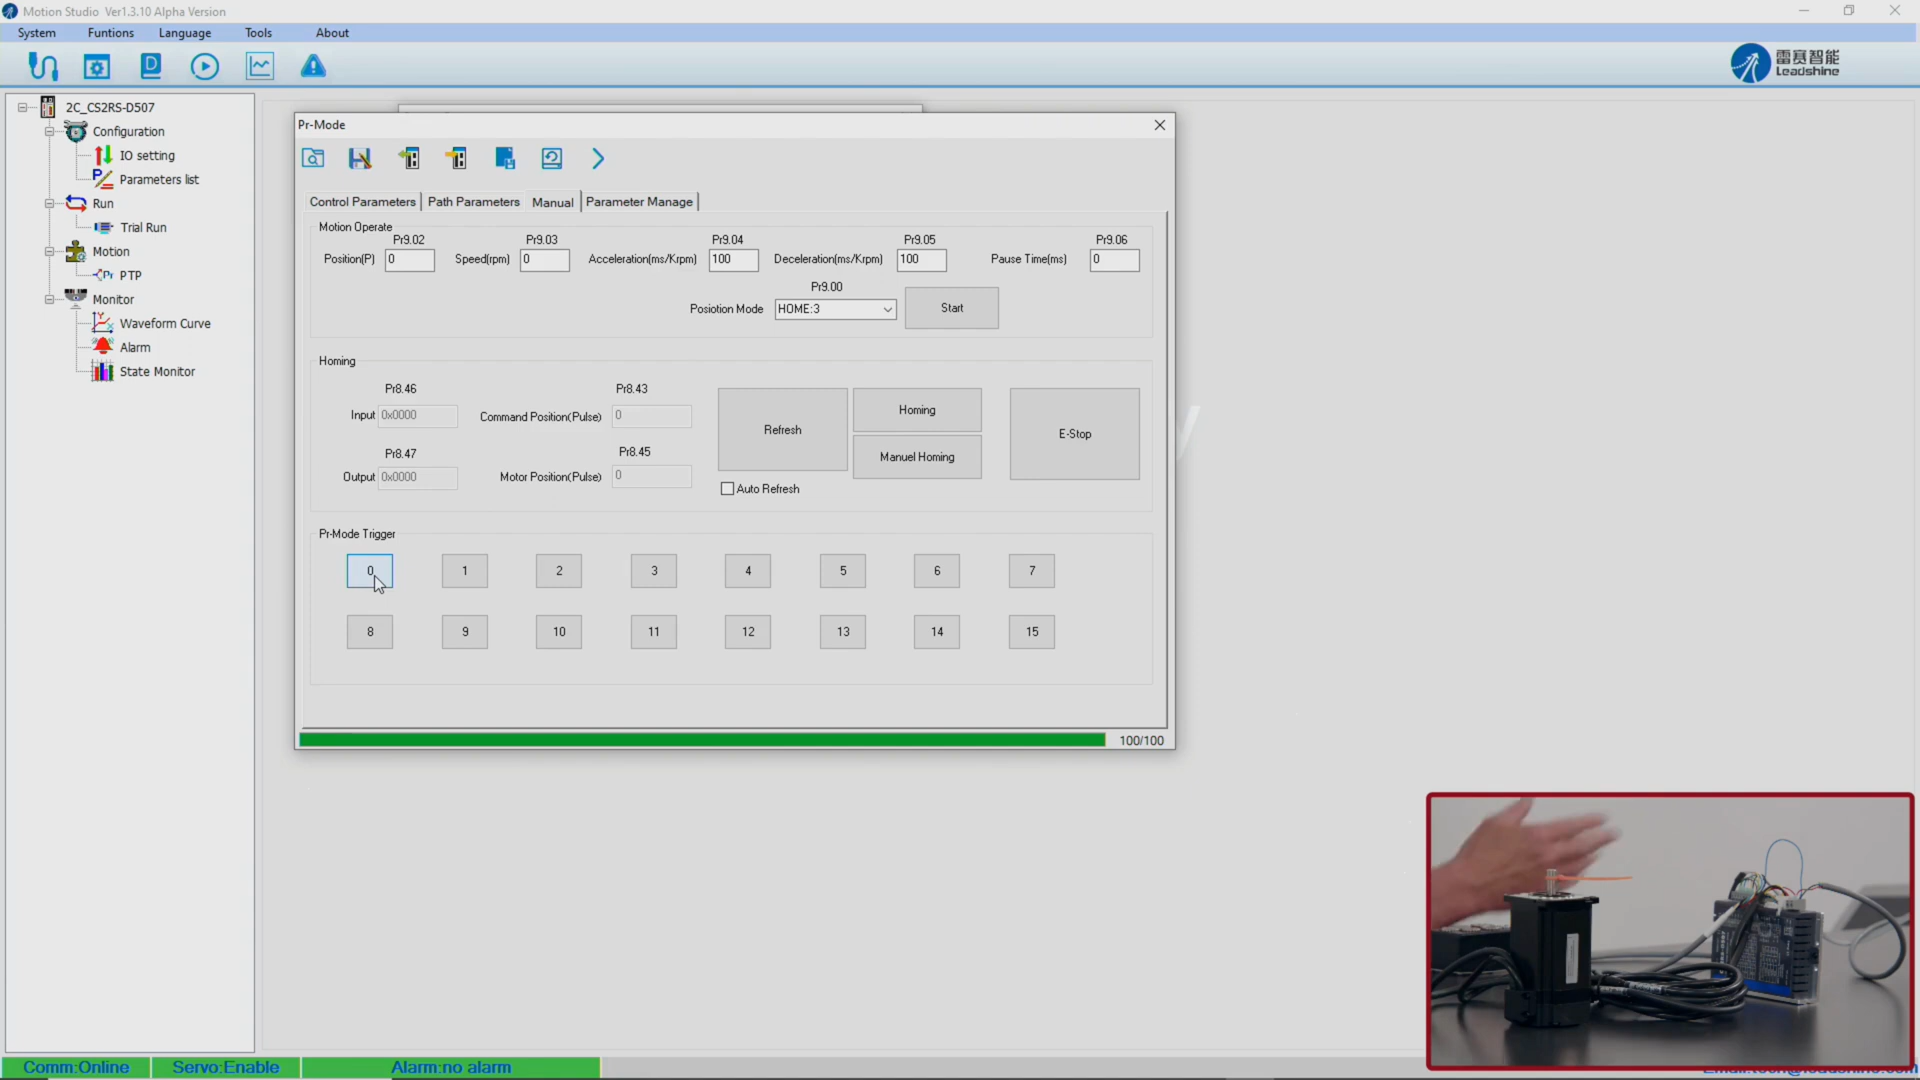 Motion Studio Ver1.3.10 Alpha Version
System Funtions Language Tools About
雷赛智能
Leadshine
2C_CS2RS-D507
Configuration
IO setting
Parameters list
Run
Trial Run
Motion
PTP
Monitor
Waveform Curve
Alarm
State Monitor
Pr-Mode
Control Parameters Path Parameters Manual Parameter Manage
Motion Operate
Pr9.02 Pr9.03 Pr9.04 Pr9.05 Pr9.06
Position(P) 0 Speed(rpm) 0 Acceleration(ms/Krpm) 100 Deceleration(ms/Krpm) 100 Pause Time(ms) 0
Pr9.00
Posiotion Mode HOME:3 Start
Homing
Pr8.46 Pr8.43
Input 0x0000 Command Position(Pulse) 0
Pr8.47 Pr8.45
Output 0x0000 Motor Position(Pulse) 0
Refresh Homing
Manuel Homing
E-Stop
Auto Refresh
Pr-Mode Trigger
0 1 2 3 4 5 6 7
8 9 10 11 12 13 14 15
100/100
Comm:Online Servo:Enable Alarm:no alarm